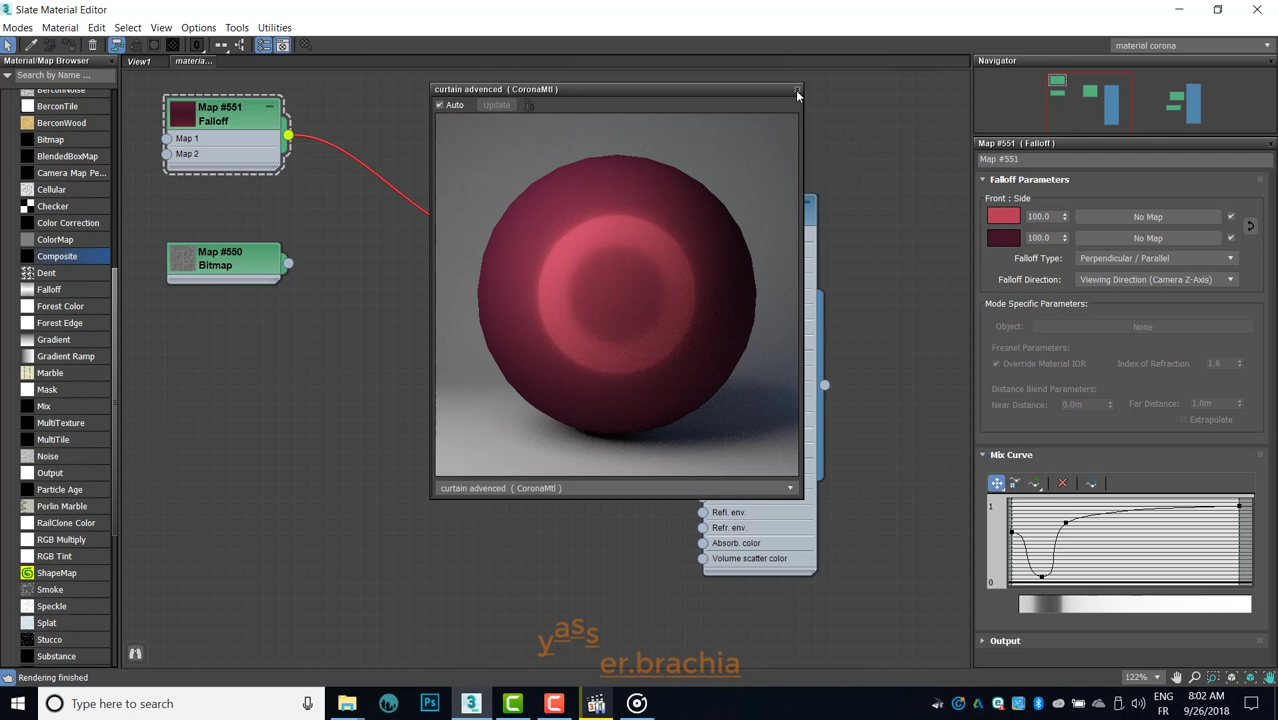 Slate Material Editor
Modes Material Edit Select View Options Tools Utilities
0
material corona
Material/Map Browser
Search by Name ...
BerconNoise
BerconTile
BerconWood
Bitmap
BlendedBoxMap
Camera Map Pe...
Cellular
Checker
Color Correction
ColorMap
Composite
Dent
Falloff
Forest Color
Forest Edge
Gradient
Gradient Ramp
Marble
Mask
Mix
MultiTexture
MultiTile
Noise
Output
Particle Age
Perlin Marble
RailClone Color
RGB Multiply
RGB Tint
ShapeMap
Smoke
Speckle
Splat
Stucco
Substance
View1 materia...
Map #551
Falloff
Map 1
Map 2
Map #550
Bitmap
curtain advenced ( CoronaMtl )
Auto Update
curtain advenced ( CoronaMtl )
Refl. env.
Refr. env.
Absorb. color
Volume scatter color
Navigator
Map #551 ( Falloff )
Map #551
Falloff Parameters
Front : Side
100.0 No Map
100.0 No Map
Falloff Type: Perpendicular / Parallel
Falloff Direction: Viewing Direction (Camera Z-Axis)
Mode Specific Parameters:
Object: None
Fresnel Parameters:
Override Material IOR Index of Refraction 1.6
Distance Blend Parameters:
Near Distance: 0.0m Far Distance: 1.0m
Extrapolate
Mix Curve
1
0
Output
yasser.brachia
Rendering finished
122%
Type here to search
ENG
FR
8:02 AM
9/26/2018